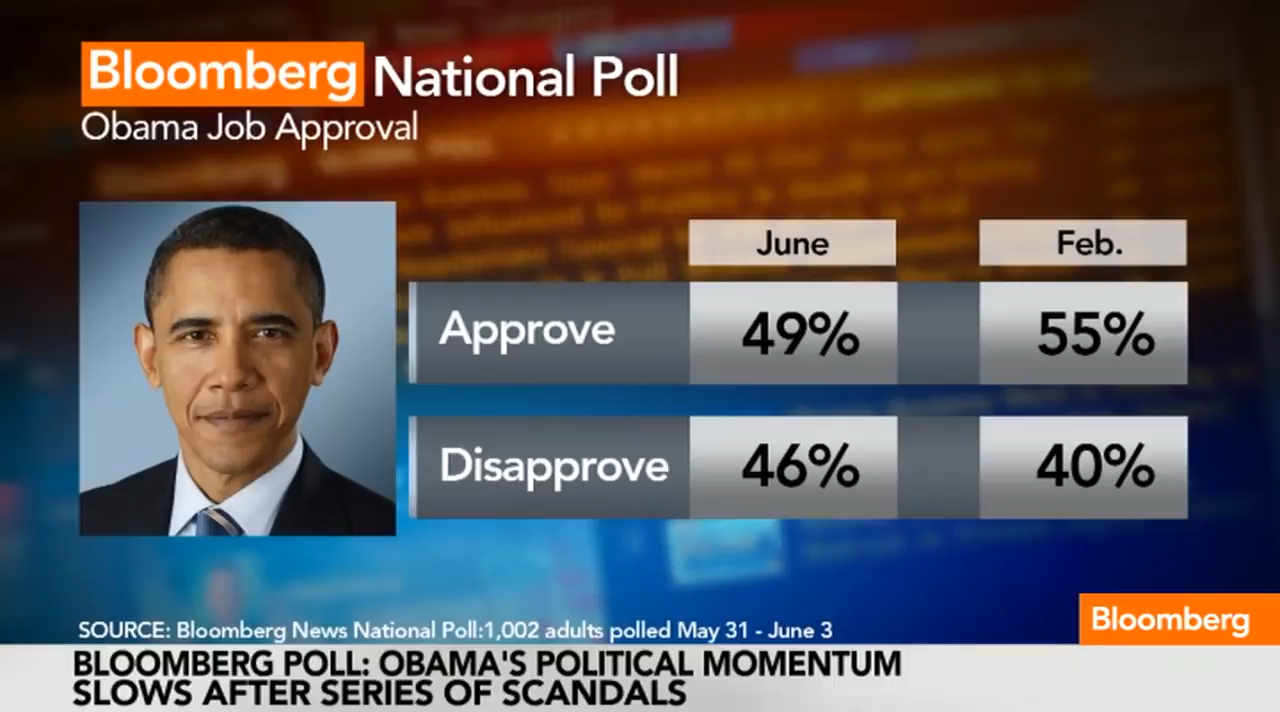 Bloomberg National Poll
Obama Job Approval
June Feb.
Approve 49% 55%
Disapprove 46% 40%
SOURCE: Bloomberg News National Poll:1,002 adults polled May 31 - June 3
Bloomberg
BLOOMBERG POLL: OBAMA'S POLITICAL MOMENTUM
SLOWS AFTER SERIES OF SCANDALS